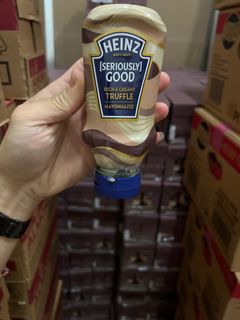 HEINZ
[SERIOUSLY]
GOOD
RICH & CREAMY
TRUFFLE
MAYONNAISE